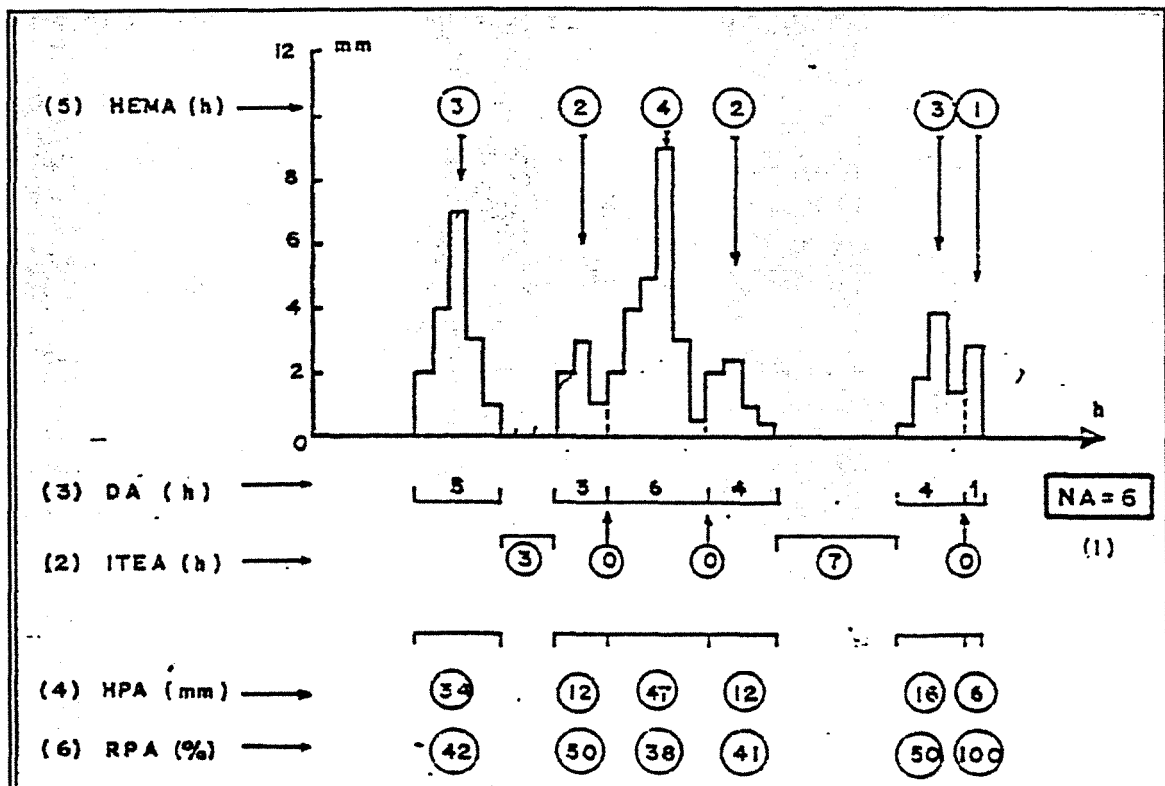 12 mm
(5) HEMA (h) 3 2 4 2 3 1
8
6
4
2
0 h
(3) DA (h) 5 3 6 4 4 1 NA = 6
(2) ITEA (h) 3 0 0 7 0 (1)
(4) HPA (mm) 34 12 47 12 16 6
(6) RPA (%) 42 50 38 41 50 100